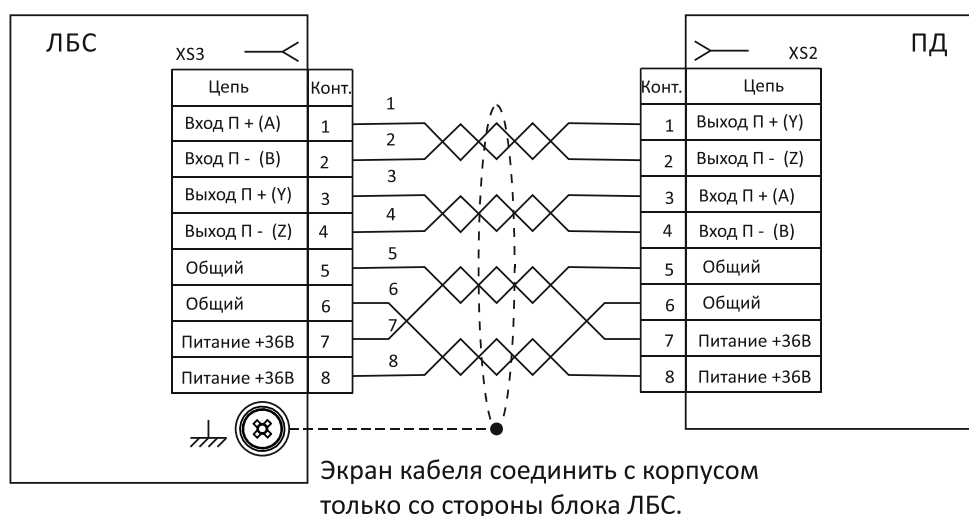 ЛБС
ПД
XS3
XS2
Цепь Конт.
Вход П + (A) 1
Вход П - (B) 2
Выход П + (Y) 3
Выход П - (Z) 4
Общий 5
Общий 6
Питание +36В 7
Питание +36В 8
1
2
3
4
5
6
7
8
Конт. Цепь
1 Выход П + (Y)
2 Выход П - (Z)
3 Вход П + (A)
4 Вход П - (B)
5 Общий
6 Общий
7 Питание +36В
8 Питание +36В
Экран кабеля соединить с корпусом
только со стороны блока ЛБС.